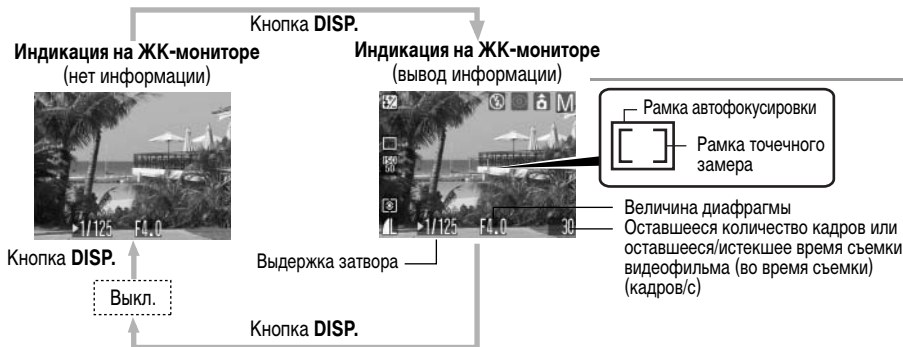 Кнопка DISP.
Индикация на ЖК-мониторе
(нет информации)
▸1/125 F4.0
Индикация на ЖК-мониторе
(вывод информации)
M
ISO
50
L
▸1/125 F4.0 30
Рамка автофокусировки
Рамка точечного
замера
Величина диафрагмы
Оставшееся количество кадров или
оставшееся/истекшее время съемки
видеофильма (во время съемки)
(кадров/с)
Выдержка затвора
Кнопка DISP.
Выкл.
Кнопка DISP.